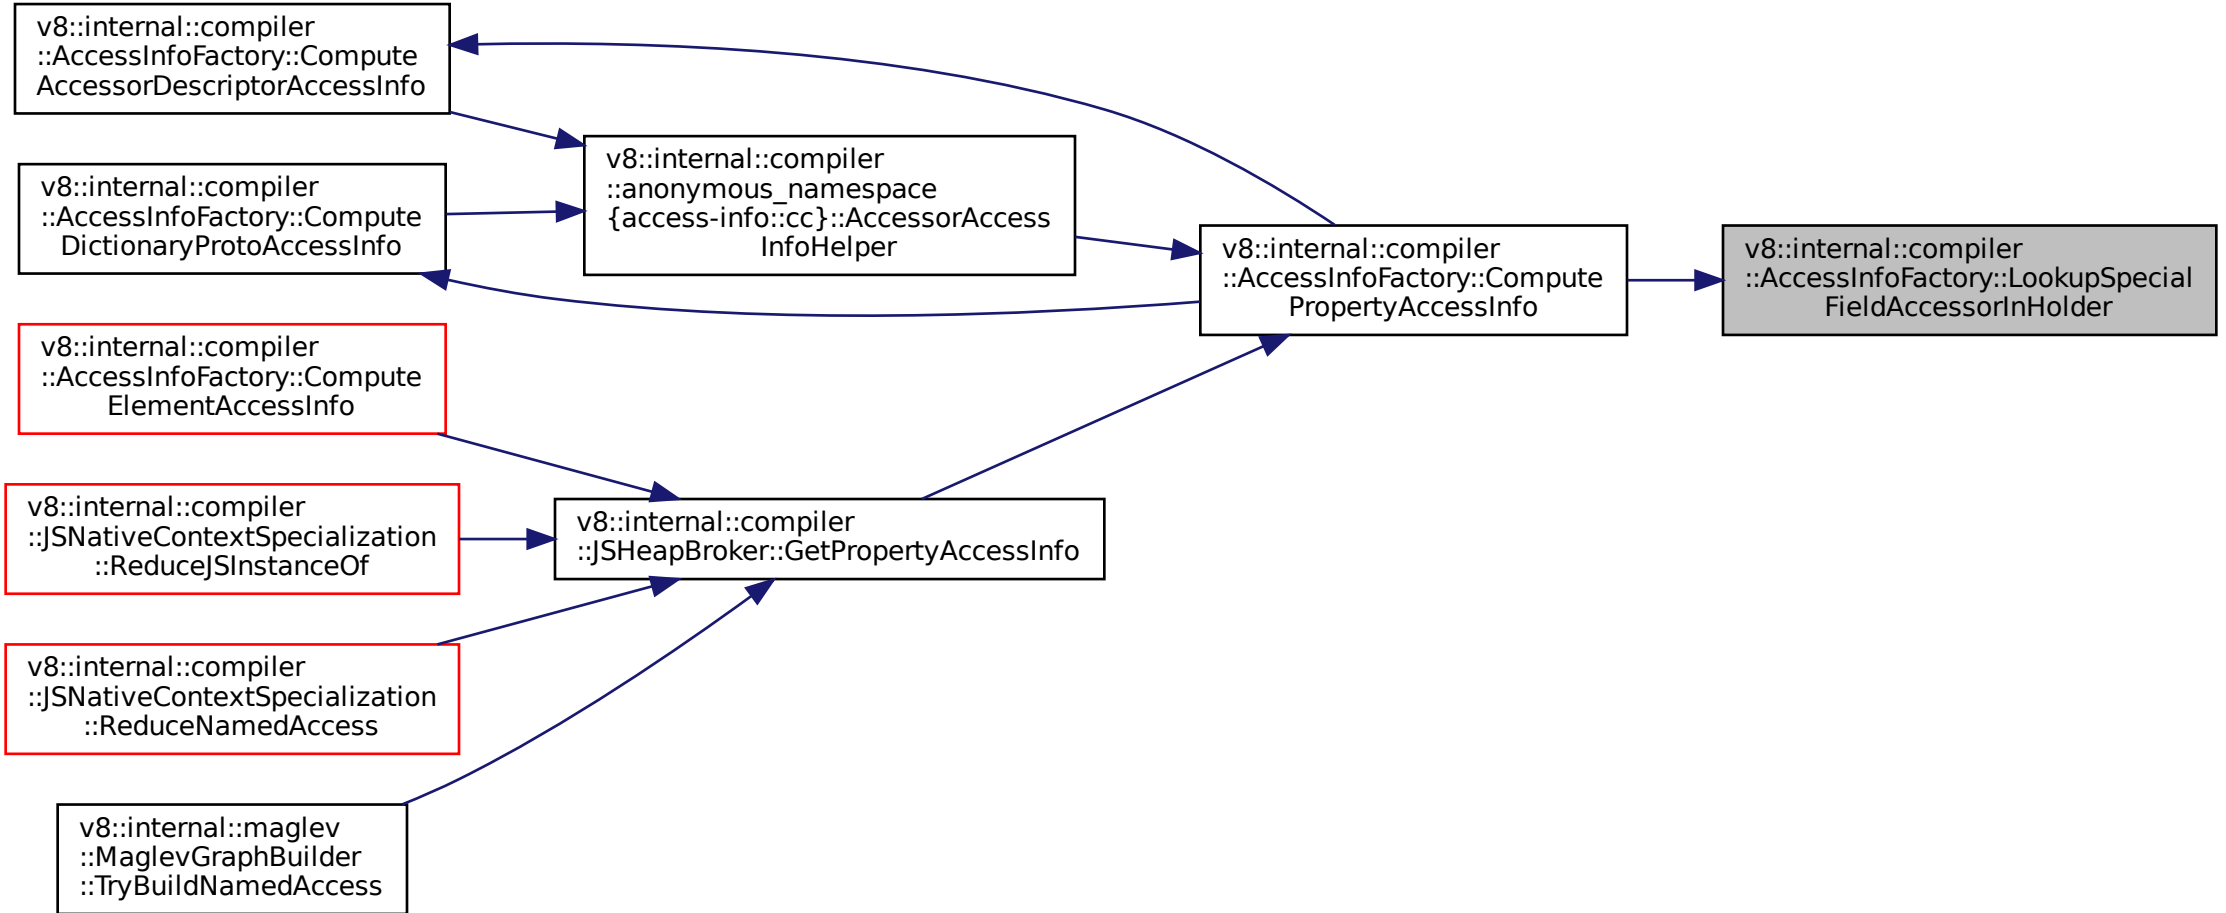 v8::internal::compiler
::AccessInfoFactory::Compute
AccessorDescriptorAccessInfo
v8::internal::compiler
::anonymous_namespace
{access-info::cc}::AccessorAccess
InfoHelper
v8::internal::compiler
::AccessInfoFactory::Compute
DictionaryProtoAccessInfo
v8::internal::compiler
::AccessInfoFactory::Compute
PropertyAccessInfo
v8::internal::compiler
::AccessInfoFactory::LookupSpecial
FieldAccessorInHolder
v8::internal::compiler
::AccessInfoFactory::Compute
ElementAccessInfo
v8::internal::compiler
::JSNativeContextSpecialization
::ReduceJSInstanceOf
v8::internal::compiler
::JSHeapBroker::GetPropertyAccessInfo
v8::internal::compiler
::JSNativeContextSpecialization
::ReduceNamedAccess
v8::internal::maglev
::MaglevGraphBuilder
::TryBuildNamedAccess